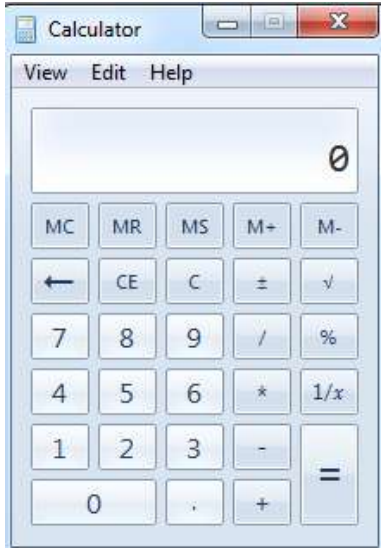 Calculator
View Edit Help
0
MC MR MS M+ M-
← CE C ± √
7 8 9 / %
4 5 6 * 1/x
1 2 3 - =
0 . +